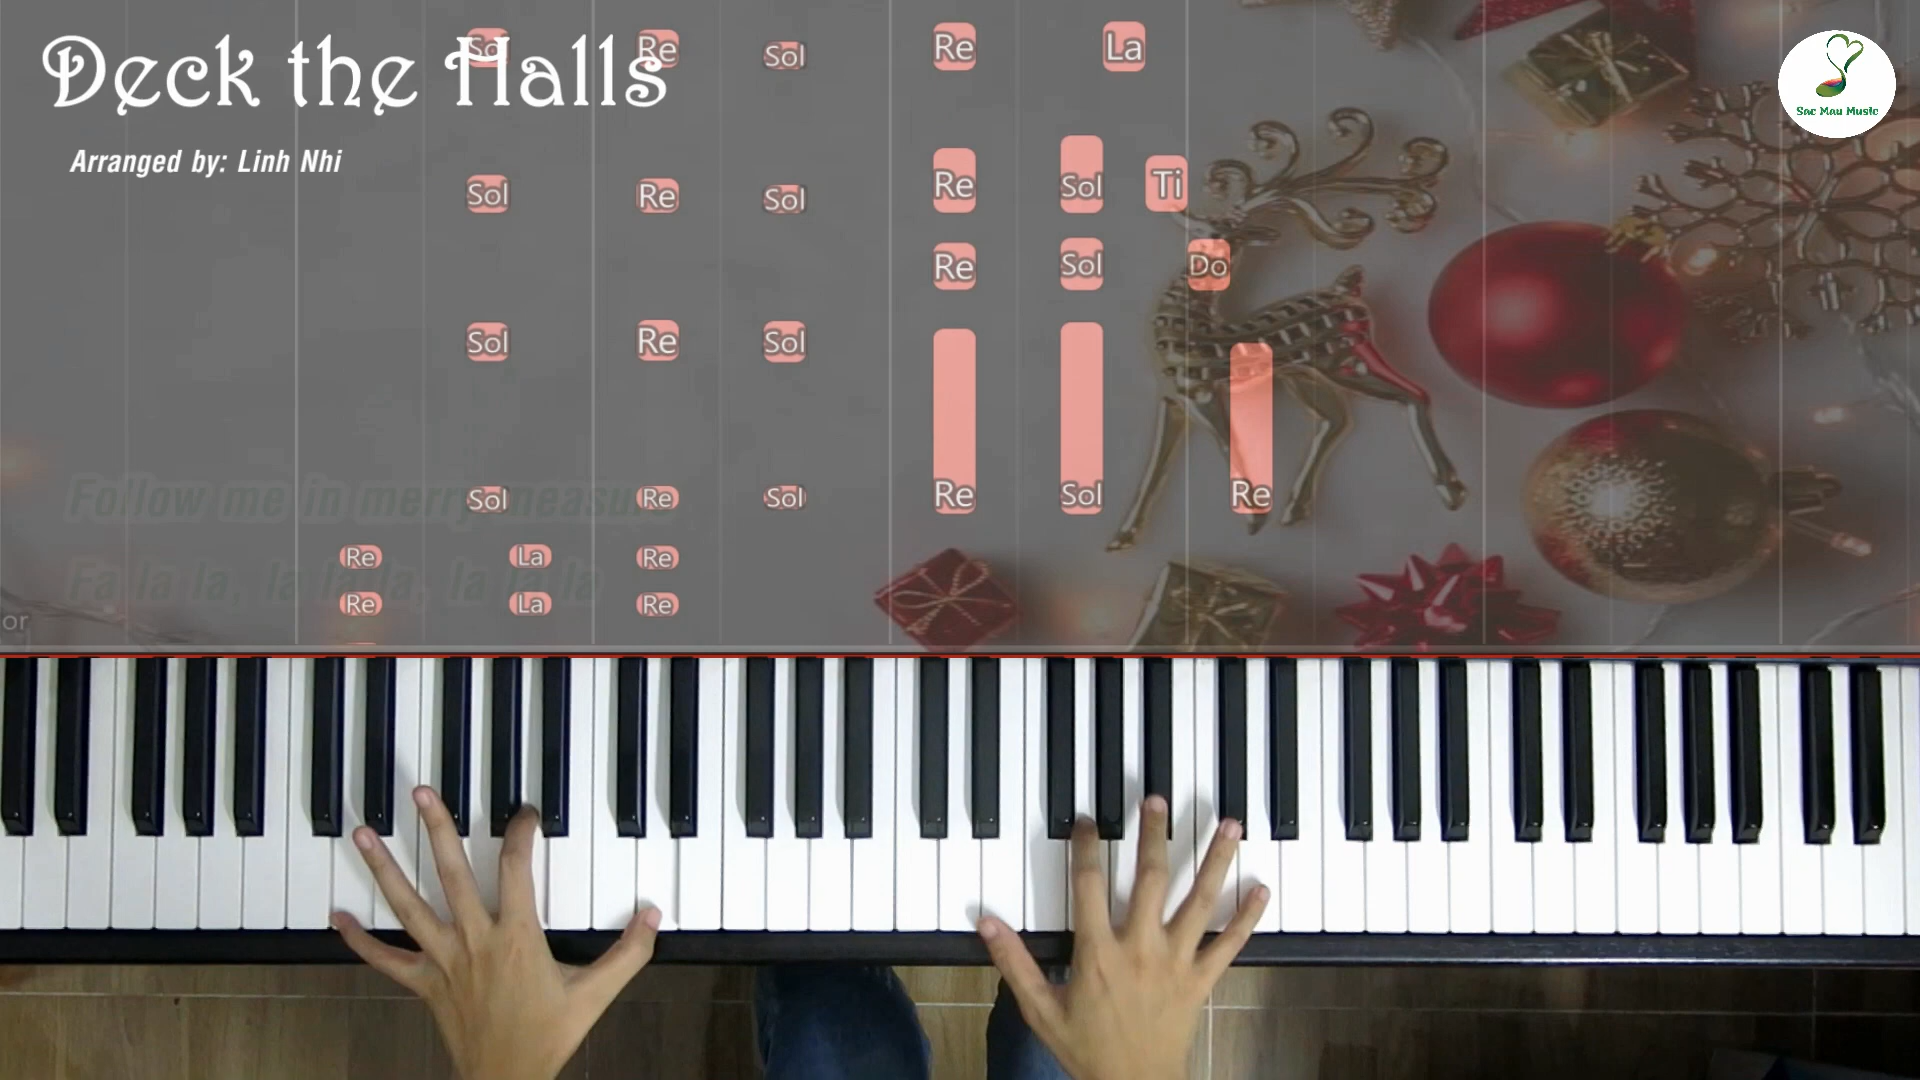 Deck the Halls
Arranged by: Linh Nhi
Sac Mau Music
Sol Re Sol Re La
Sol Re Sol Re Sol Ti
Re Sol Do
Sol Re Sol
Sol Re Sol Re Sol Re
Follow me in merry measure
Re La Re
Fa la la, la la la, la la la
Re La Re
or